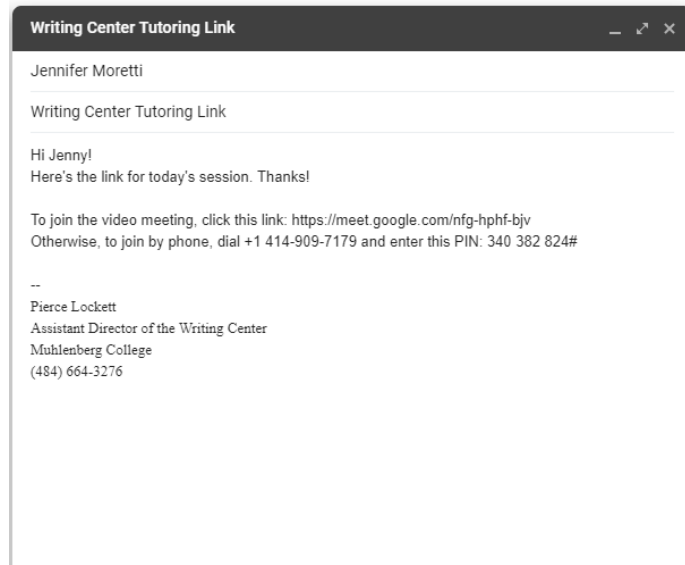 Writing Center Tutoring Link
Jennifer Moretti
Writing Center Tutoring Link
Hi Jenny!
Here's the link for today's session. Thanks!
To join the video meeting, click this link: https://meet.google.com/nfg-hphf-bjv
Otherwise, to join by phone, dial +1 414-909-7179 and enter this PIN: 340 382 824#
--
Pierce Lockett
Assistant Director of the Writing Center
Muhlenberg College
(484) 664-3276